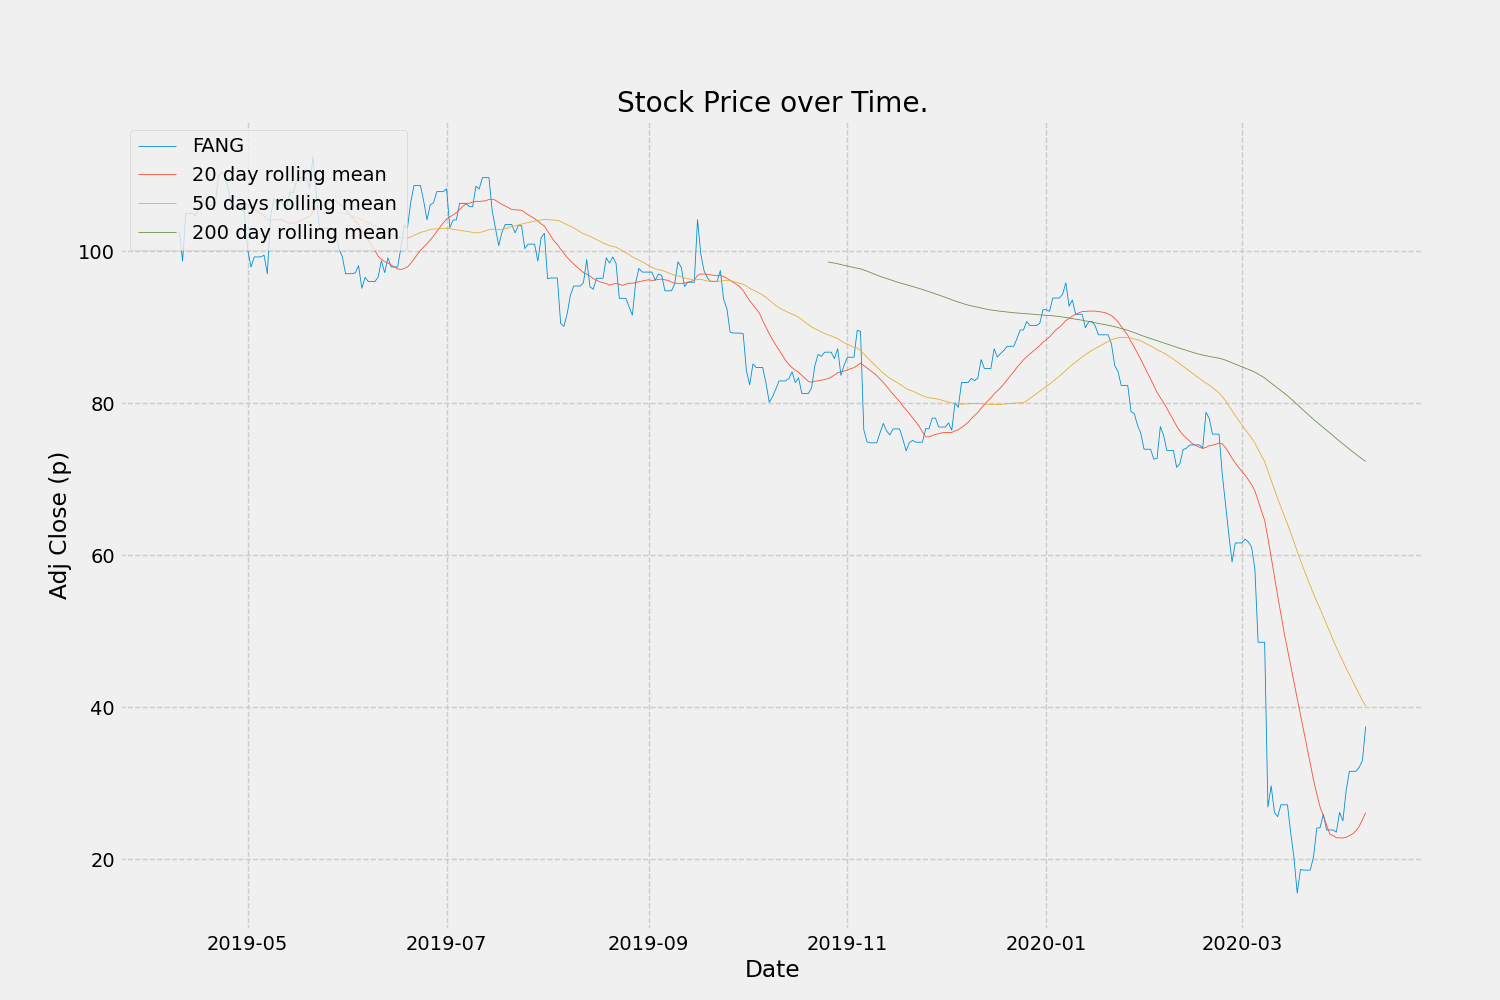 Stock Price over Time.
FANG
20 day rolling mean
50 days rolling mean
200 day rolling mean
100
80
60
40
20
Adj Close (p)
2019-05 2019-07 2019-09 2019-11 2020-01 2020-03
Date